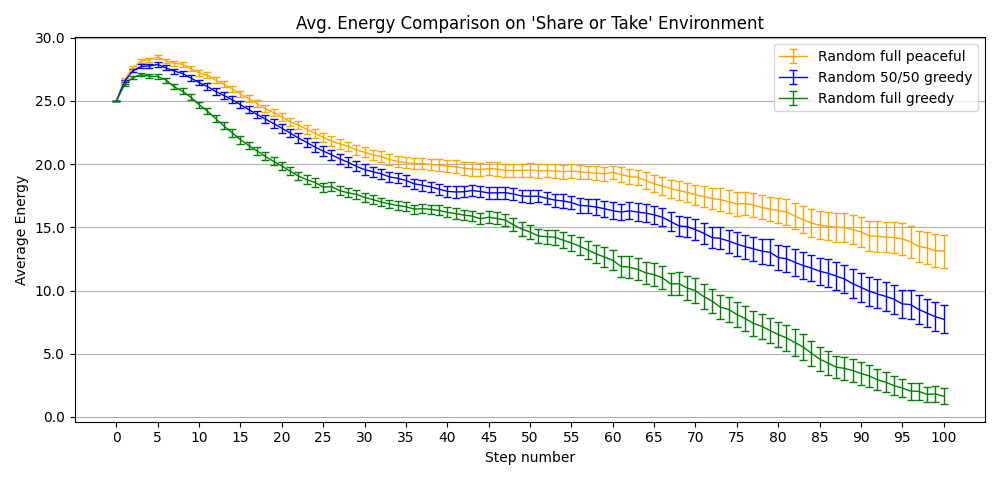 Avg. Energy Comparison on 'Share or Take' Environment
30.0
25.0
20.0
15.0
10.0
5.0
0.0
Average Energy
Random full peaceful
Random 50/50 greedy
Random full greedy
0 5 10 15 20 25 30 35 40 45 50 55 60 65 70 75 80 85 90 95 100
Step number